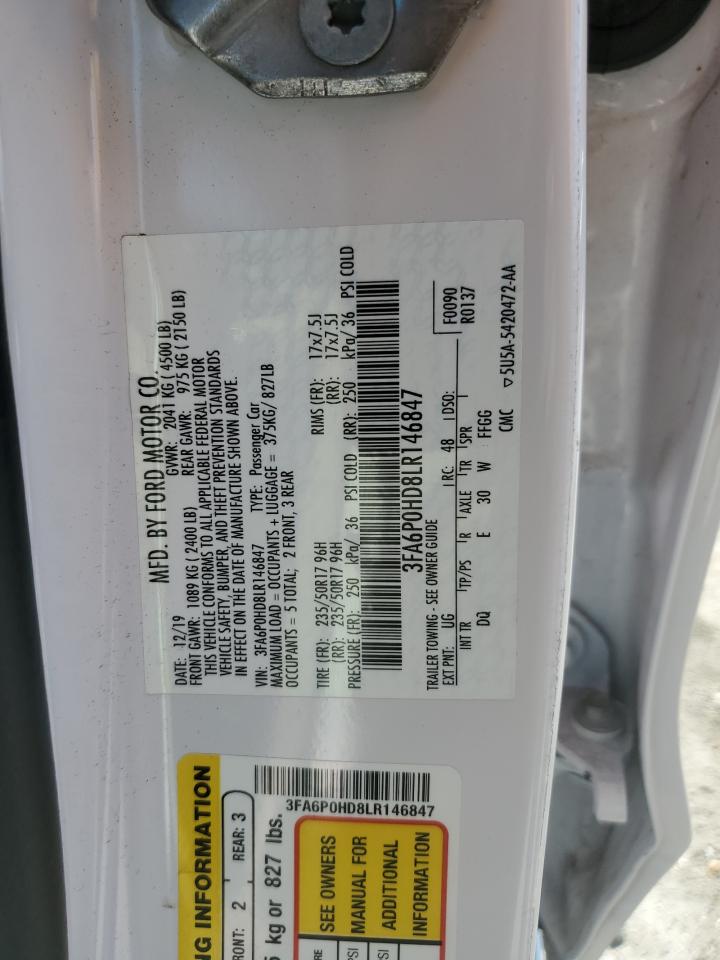 MFD. BY FORD MOTOR CO.
DATE: 12/19 GVWR: 2041 KG ( 4500 LB)
FRONT GAWR: 1089 KG ( 2400 LB) REAR GAWR: 975 KG ( 2150 LB)
THIS VEHICLE CONFORMS TO ALL APPLICABLE FEDERAL MOTOR
VEHICLE SAFETY, BUMPER, AND THEFT PREVENTION STANDARDS
IN EFFECT ON THE DATE OF MANUFACTURE SHOWN ABOVE.
VIN: 3FA6P0HD8LR146847 TYPE: Passenger Car
MAXIMUM LOAD = OCCUPANTS + LUGGAGE = 375KG/ 827LB
OCCUPANTS = 5 TOTAL; 2 FRONT, 3 REAR
TIRE (FR): 235/50R17 96H RIMS (FR): 17x7.5J
(RR): 235/50R17 96H (RR): 17x7.5J
PRESSURE (FR): 250 kPa/ 36 PSI COLD (RR): 250 kPa/ 36 PSI COLD
3FA6P0HD8LR146847
TRAILER TOWING - SEE OWNER GUIDE F0090
EXT PNT: UG RC: 48 DSO: R0137
INT TR TP/PS R AXLE TR SPR
DQ E 30 W FFGG
CMC ▽5U5A-5420472-AA
NG INFORMATION
RONT: 2 REAR: 3
3FA6P0HD8LR146847
5 kg or 827 lbs.
SEE OWNERS
MANUAL FOR
ADDITIONAL
INFORMATION